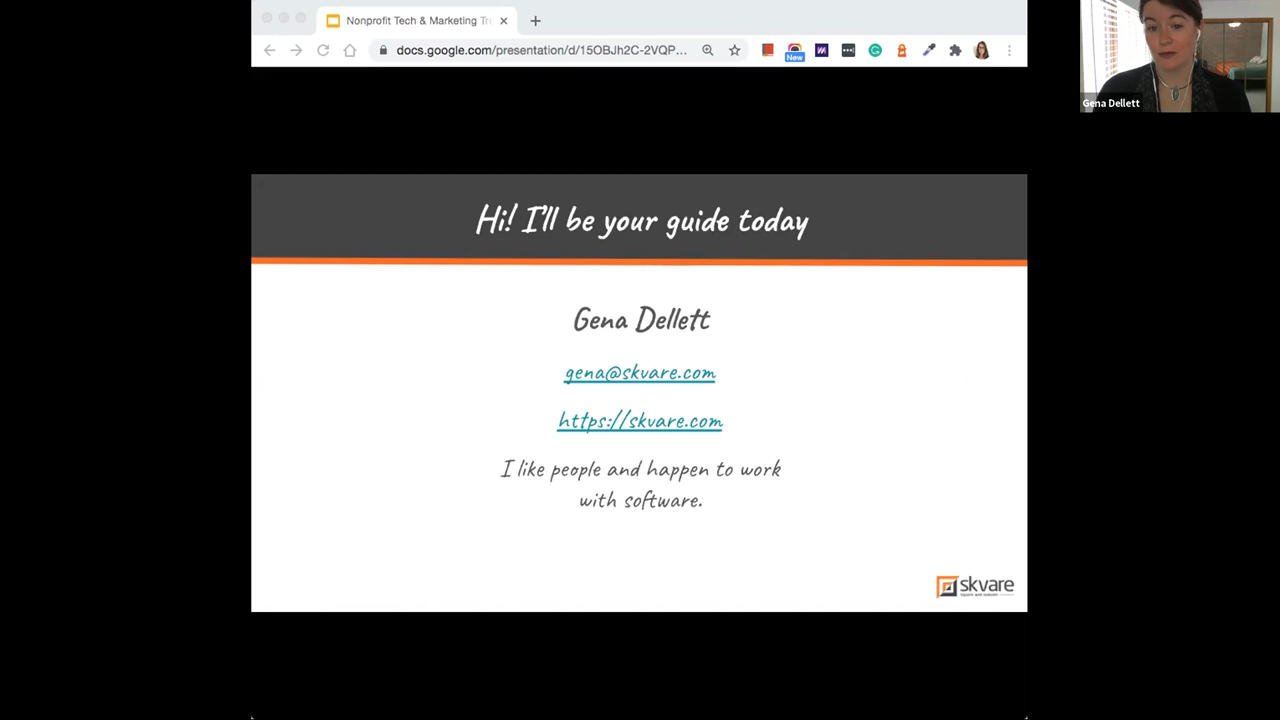 Nonprofit Tech & Marketing Tr
docs.google.com/presentation/d/15OBJh2C-2VQP...
New
Gena Dellett
Hi! I'll be your guide today
Gena Dellett
gena@skvare.com
https://skvare.com
I like people and happen to work
with software.
skvare